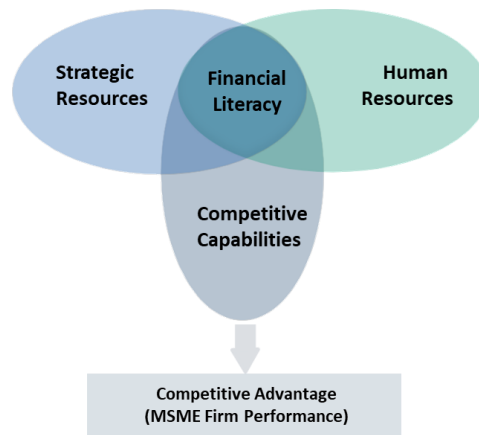 Strategic
Resources
Financial
Literacy
Human
Resources
Competitive
Capabilities
Competitive Advantage
(MSME Firm Performance)